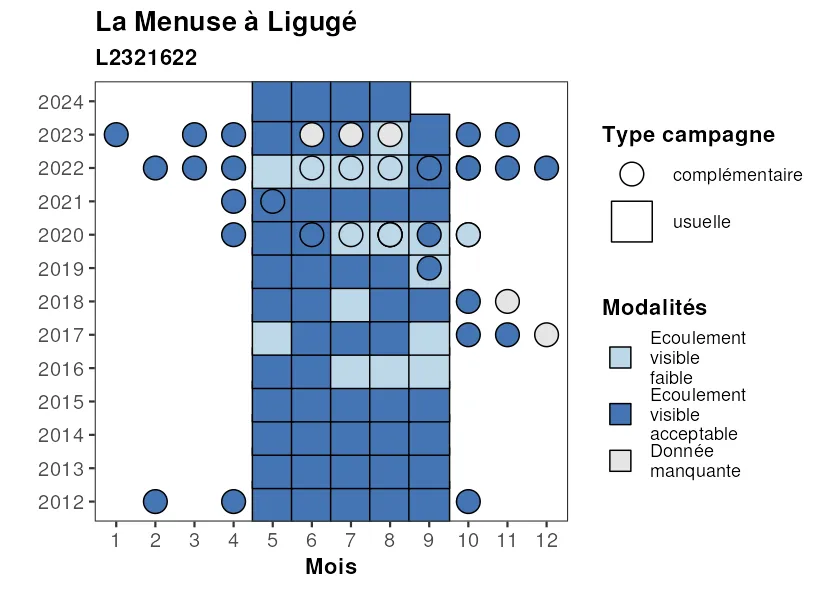 La Menuse à Ligugé
L2321622
2024
2023
2022
2021
2020
2019
2018
2017
2016
2015
2014
2013
2012
1 2 3 4 5 6 7 8 9 10 11 12
Mois
Type campagne
complémentaire
usuelle
Modalités
Ecoulement
visible
faible
Ecoulement
visible
acceptable
Donnée
manquante